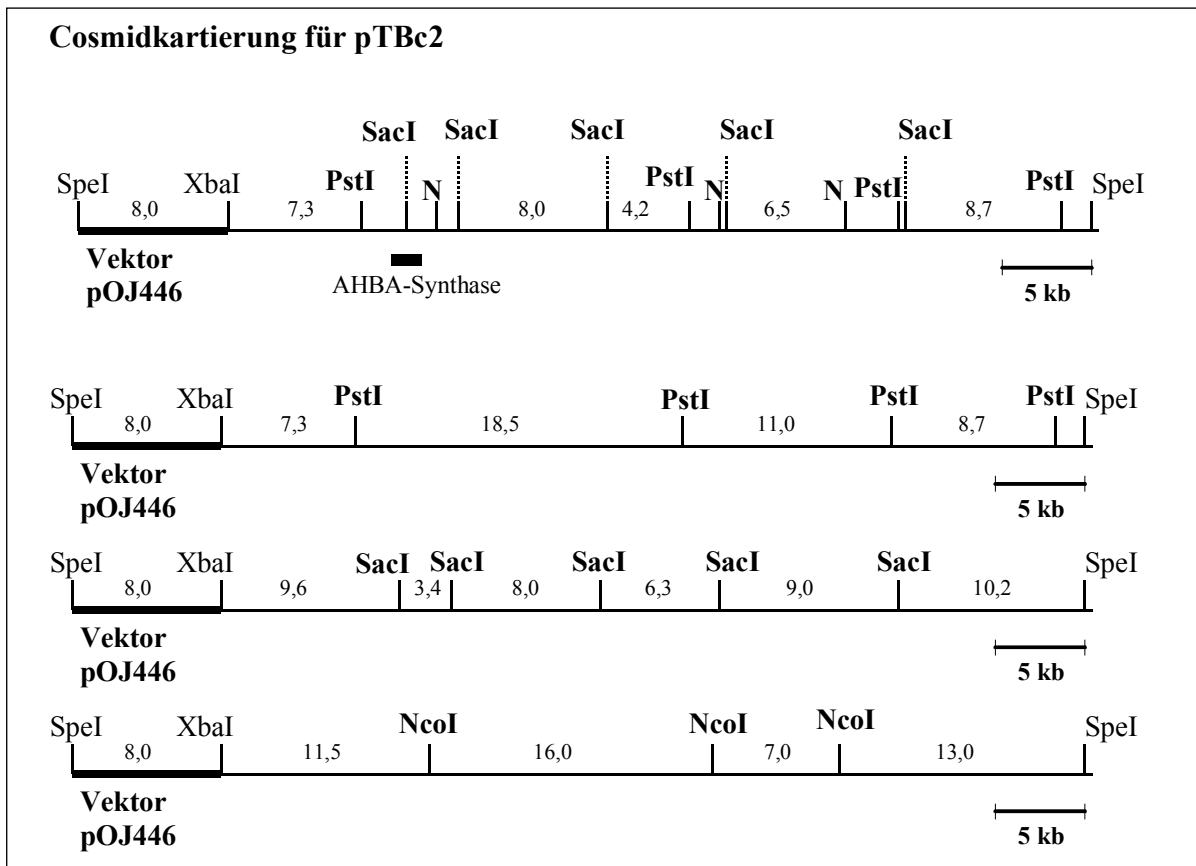 Cosmidkartierung für pTBc2
SacI SacI SacI SacI SacI
SpeI XbaI PstI N PstI N N PstI PstI SpeI
8,0 7,3 8,0 4,2 6,5 8,7
Vektor
pOJ446
AHBA-Synthase
5 kb
SpeI XbaI PstI PstI PstI PstI SpeI
8,0 7,3 18,5 11,0 8,7
Vektor
pOJ446
5 kb
SpeI XbaI SacI SacI SacI SacI SacI SpeI
8,0 9,6 3,4 8,0 6,3 9,0 10,2
Vektor
pOJ446
5 kb
SpeI XbaI NcoI NcoI NcoI SpeI
8,0 11,5 16,0 7,0 13,0
Vektor
pOJ446
5 kb